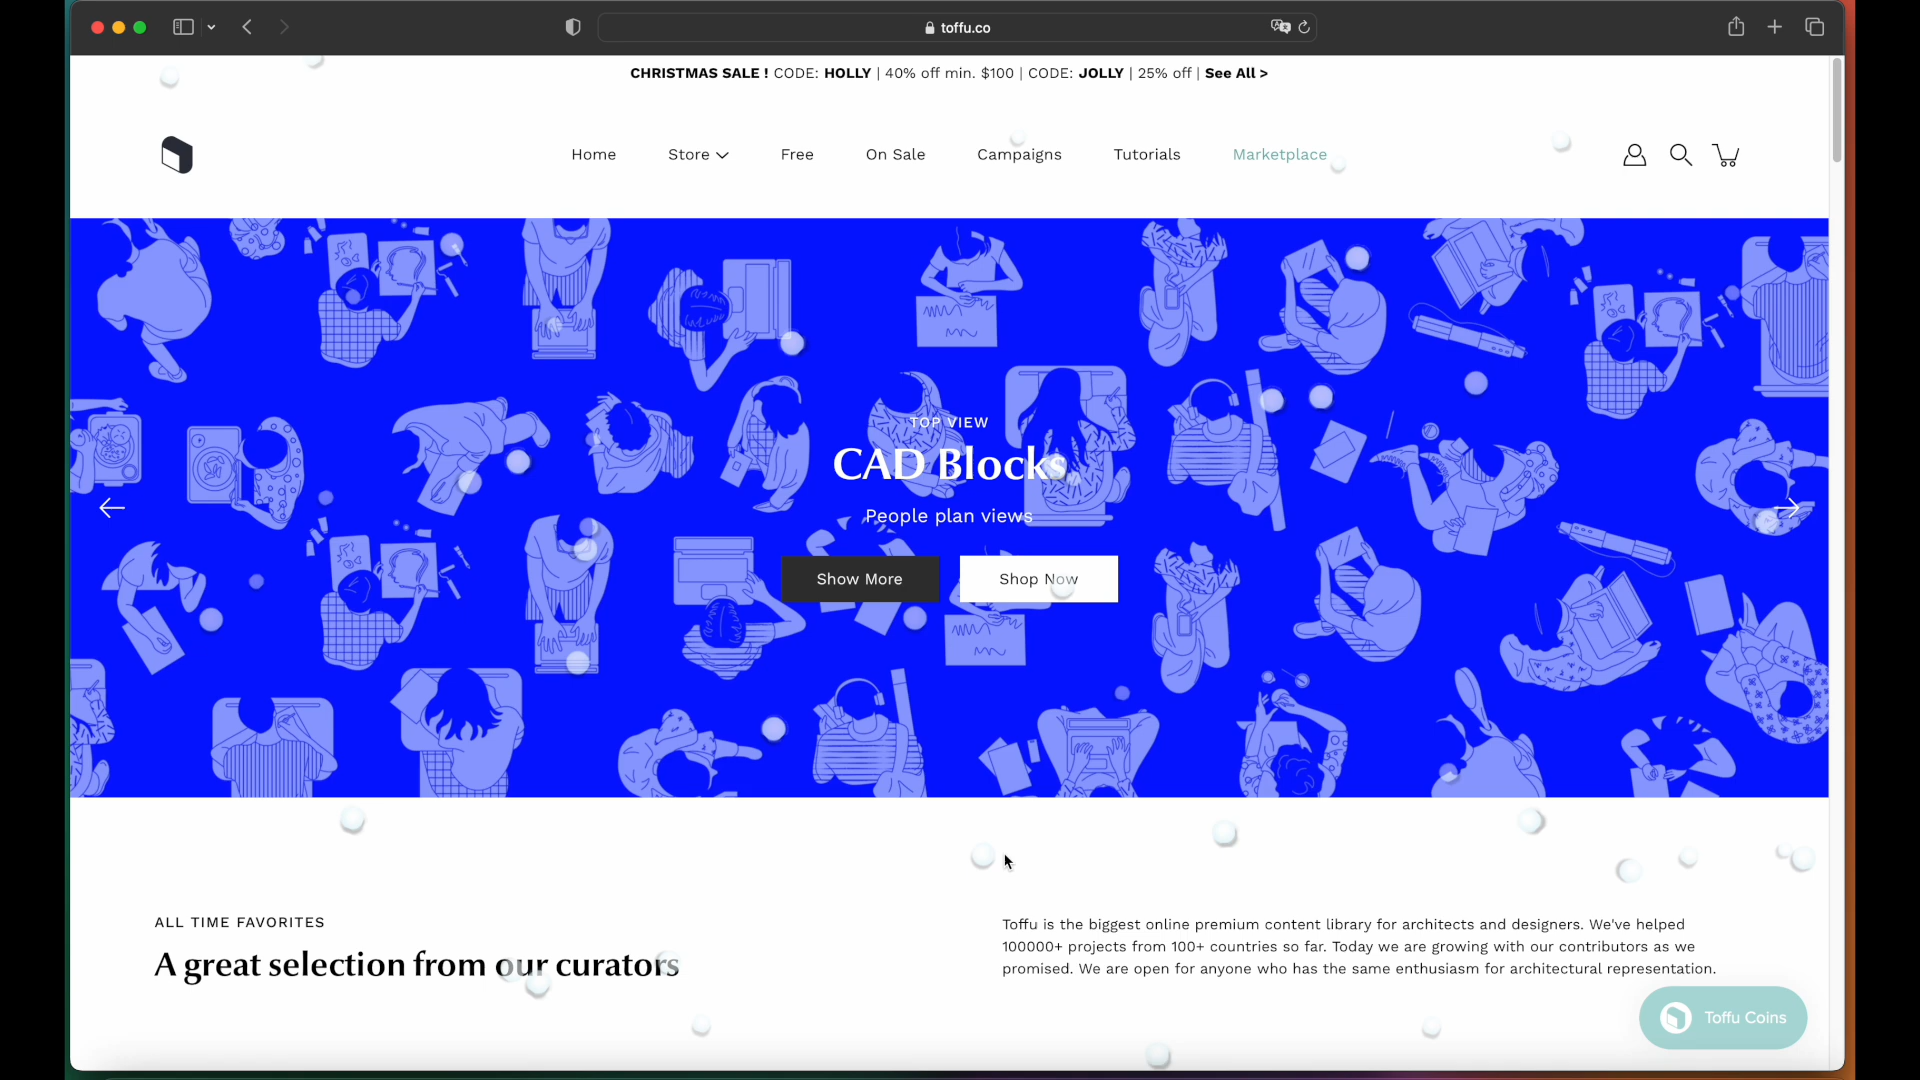 toffu.co
CHRISTMAS SALE ! CODE: HOLLY | 40% off min. $100 | CODE: JOLLY | 25% off | See All >
Home Store Free On Sale Campaigns Tutorials Marketplace
TOP VIEW
CAD Blocks
People plan views
Show More Shop Now
ALL TIME FAVORITES
A great selection from our curators
Toffu is the biggest online premium content library for architects and designers. We've helped
100000+ projects from 100+ countries so far. Today we are growing with our contributors as we
promised. We are open for anyone who has the same enthusiasm for architectural representation.
Toffu Coins